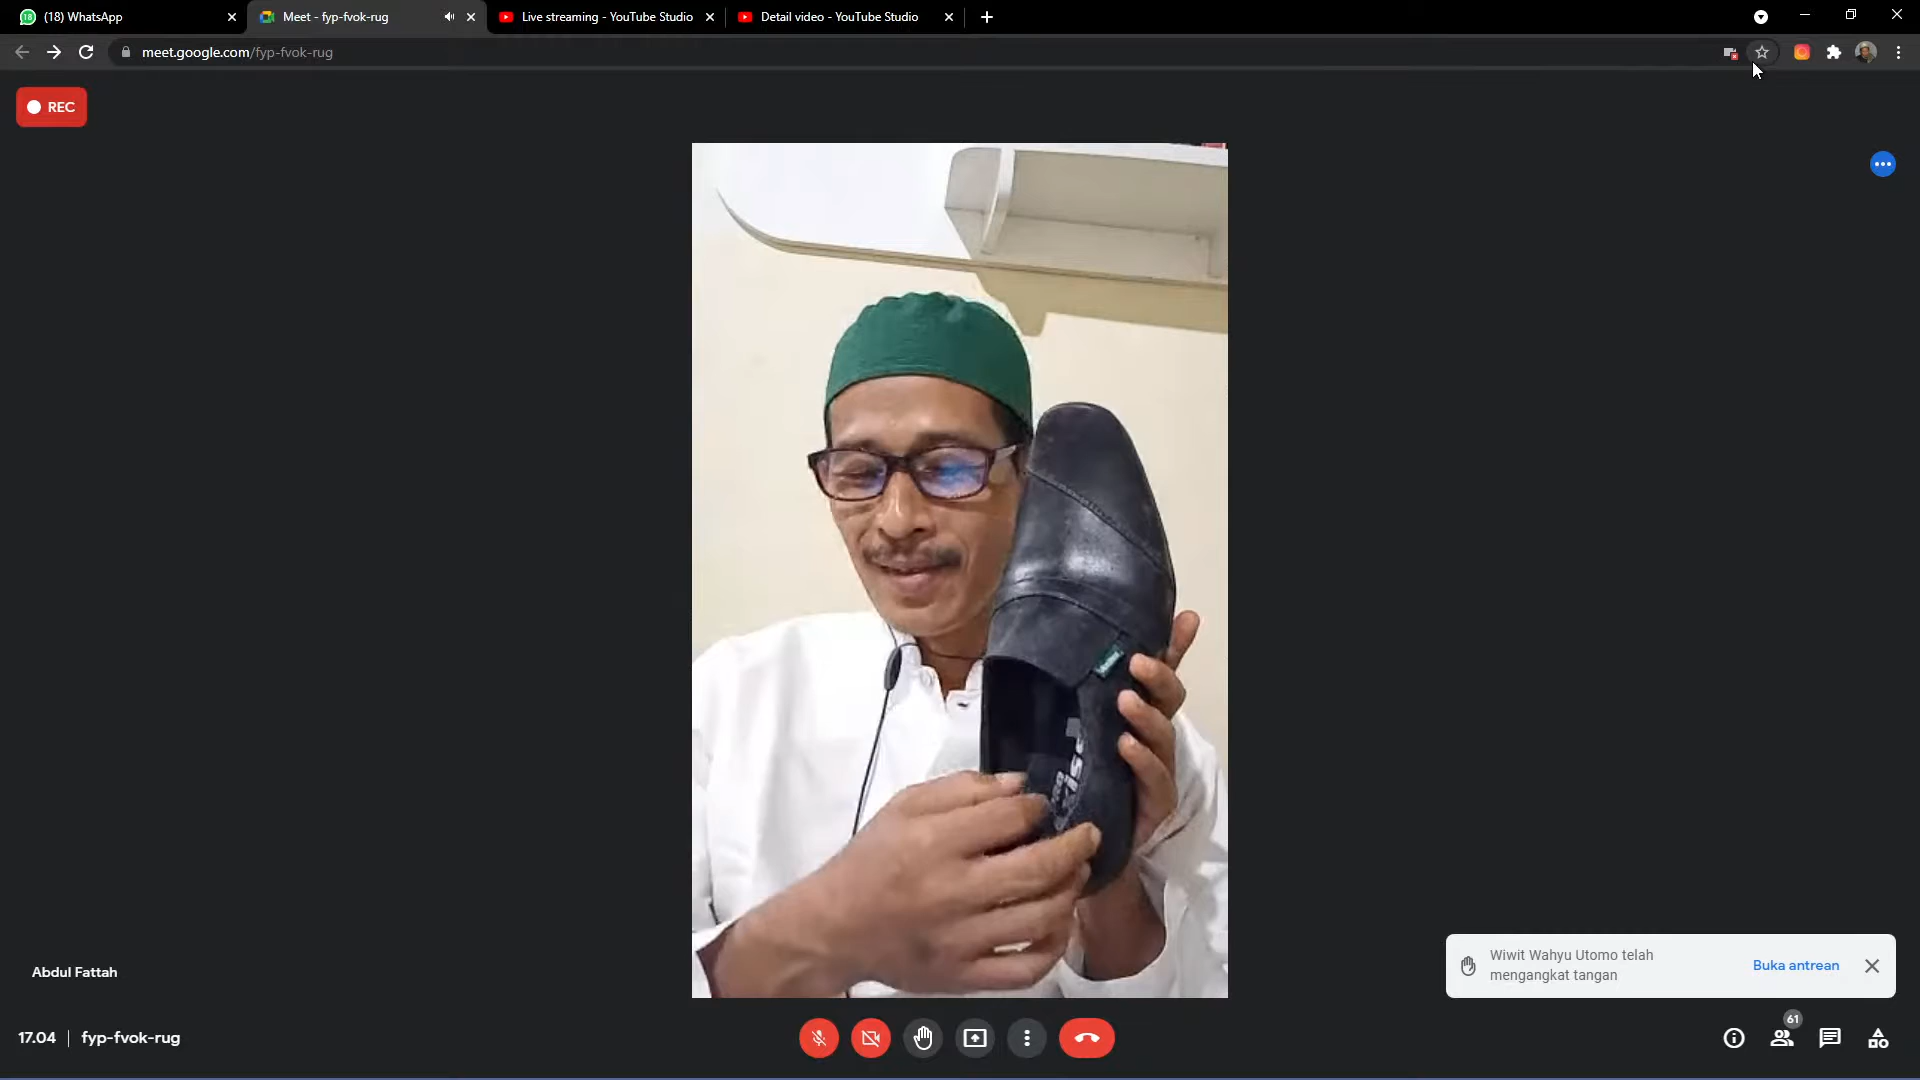 (18) WhatsApp
Meet - fyp-fvok-rug
Live streaming - YouTube Studio
Detail video - YouTube Studio
meet.google.com/fyp-fvok-rug
REC
Abdul Fattah
Wiwit Wahyu Utomo telah
mengangkat tangan
Buka antrean
17.04 | fyp-fvok-rug
61